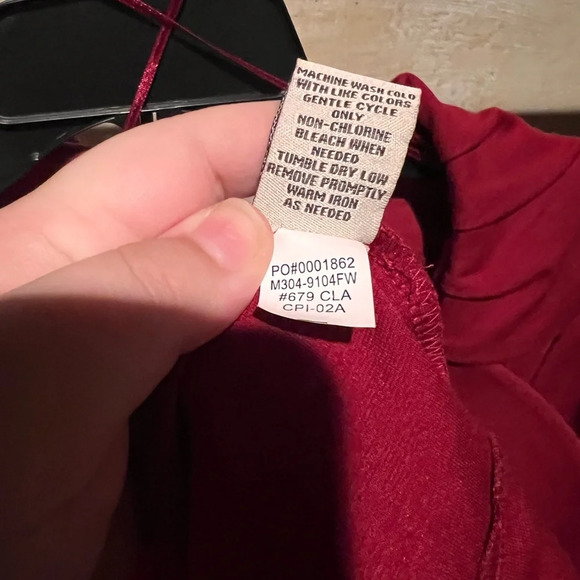 MACHINE WASH COLD
WITH LIKE COLORS
GENTLE CYCLE
ONLY
NON-CHLORINE
BLEACH WHEN
NEEDED
TUMBLE DRY LOW
REMOVE PROMPTLY
WARM IRON
AS NEEDED
PO#0001862
M304-9104FW
#679 CLA
CPI-02A